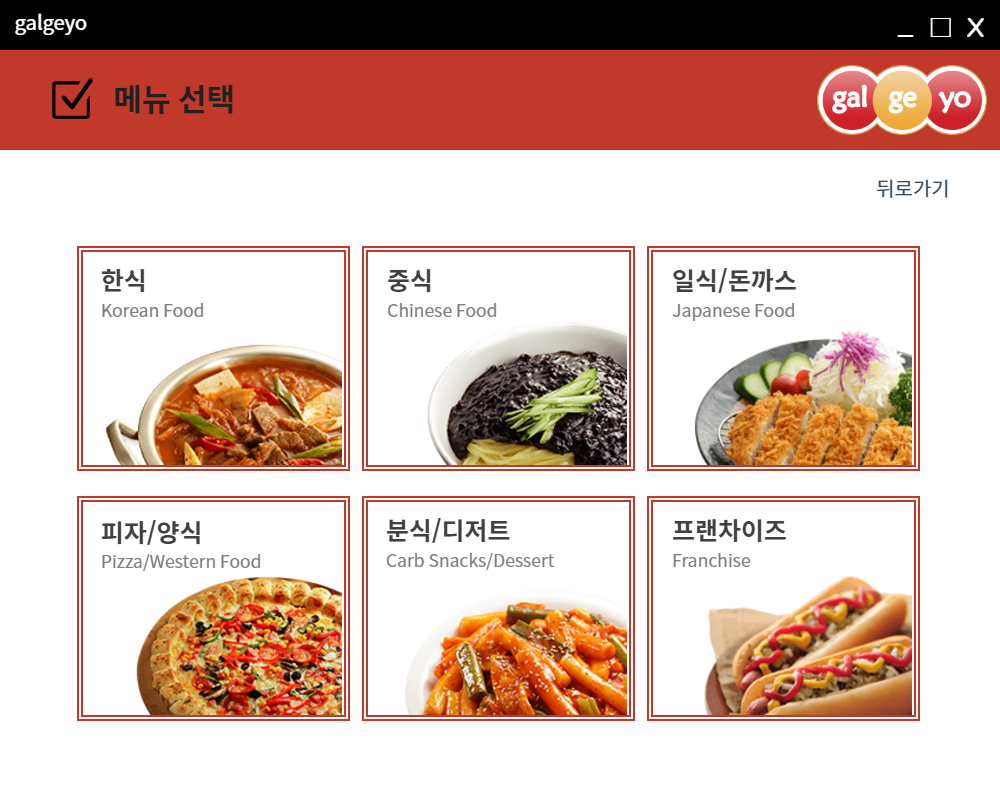 galgeyo
메뉴 선택
gal ge yo
뒤로가기
한식
Korean Food
중식
Chinese Food
일식/돈까스
Japanese Food
피자/양식
Pizza/Western Food
분식/디저트
Carb Snacks/Dessert
프랜차이즈
Franchise